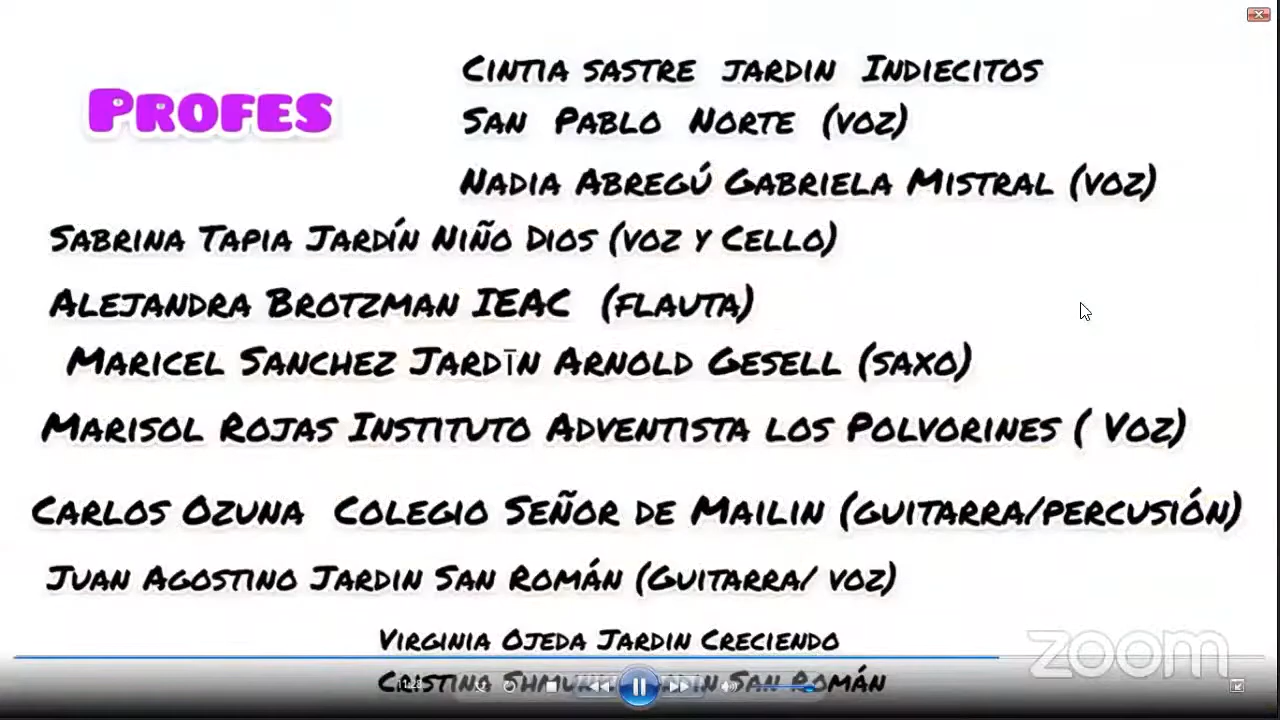 Profes
Cintia sastre jardin Indiecitos
San Pablo Norte (voz)
Nadia Abregú Gabriela Mistral (voz)
Sabrina Tapia Jardín Niño Dios (voz y Cello)
Alejandra Brotzman IEAC (flauta)
Maricel Sanchez Jardīn Arnold Gesell (saxo)
Marisol Rojas Instituto Adventista los Polvorines ( Voz)
Carlos Ozuna Colegio Señor de Mailin (guitarra/percusión)
Juan Agostino Jardin San Román (Guitarra/ voz)
Virginia Ojeda Jardin Creciendo
zoom
San Román